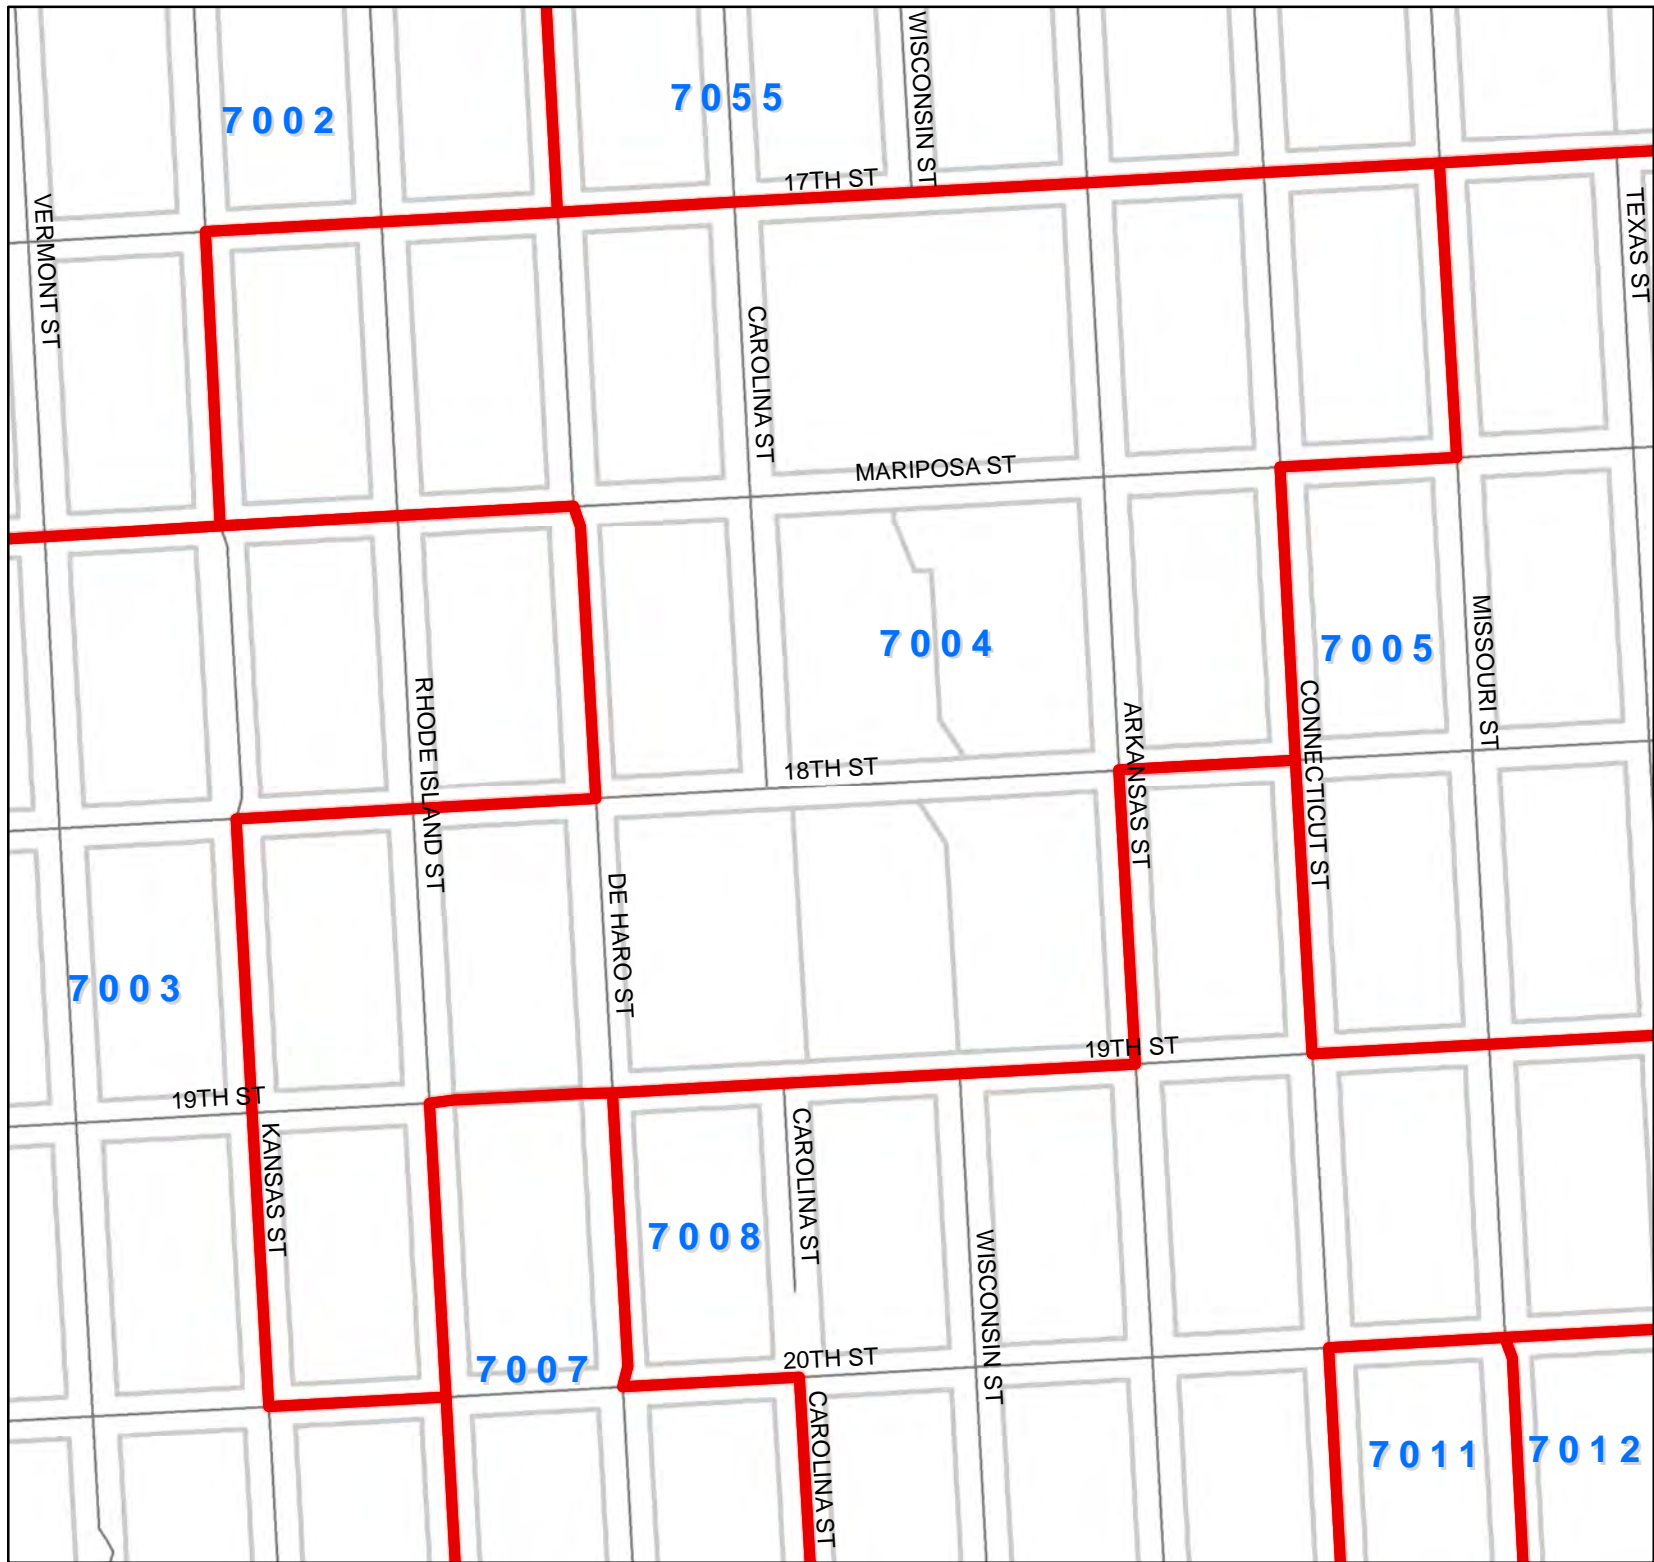 WISCONSIN ST
7055
7002
17TH ST
VERMONT ST
TEXAS ST
CAROLINA ST
MARIPOSA ST
7004
7005
MISSOURI ST
RHODE ISLAND ST
CONNECTICUT ST
ARKANSAS ST
18TH ST
DE HARO ST
7003
19TH ST
19TH ST
KANSAS ST
CAROLINA ST
7008
WISCONSIN ST
20TH ST
7007
CAROLINA ST
7011
7012